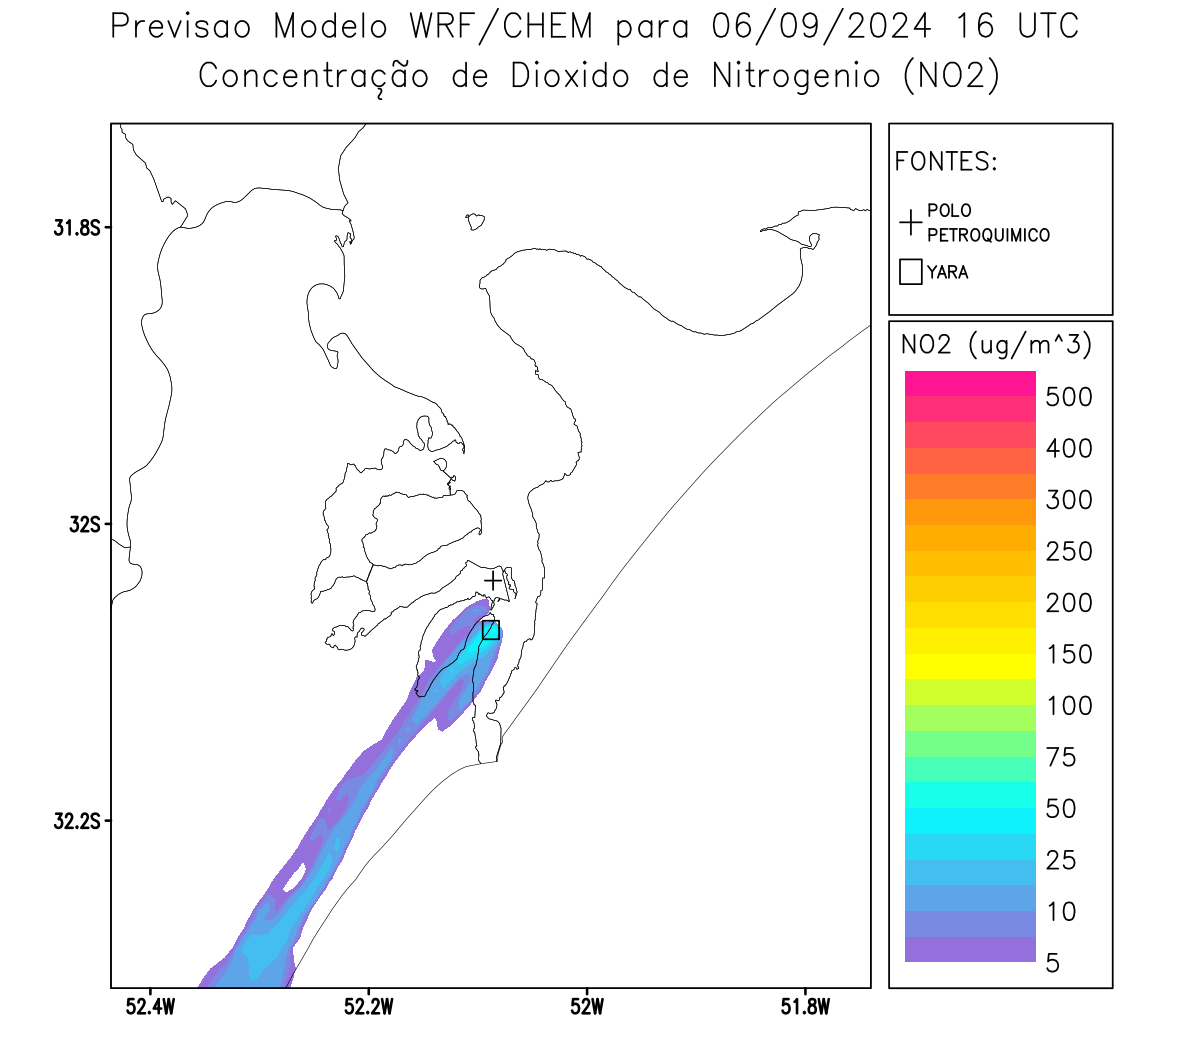 Previsao Modelo WRF/CHEM para 06/09/2024 16 UTC
Concentração de Dioxido de Nitrogenio (NO2)
FONTES:
POLO
PETROQUIMICO
YARA
31.8S
32S
32.2S
52.4W
52.2W
52W
51.8W
NO2 (ug/m^3)
500
400
300
250
200
150
100
75
50
25
10
5